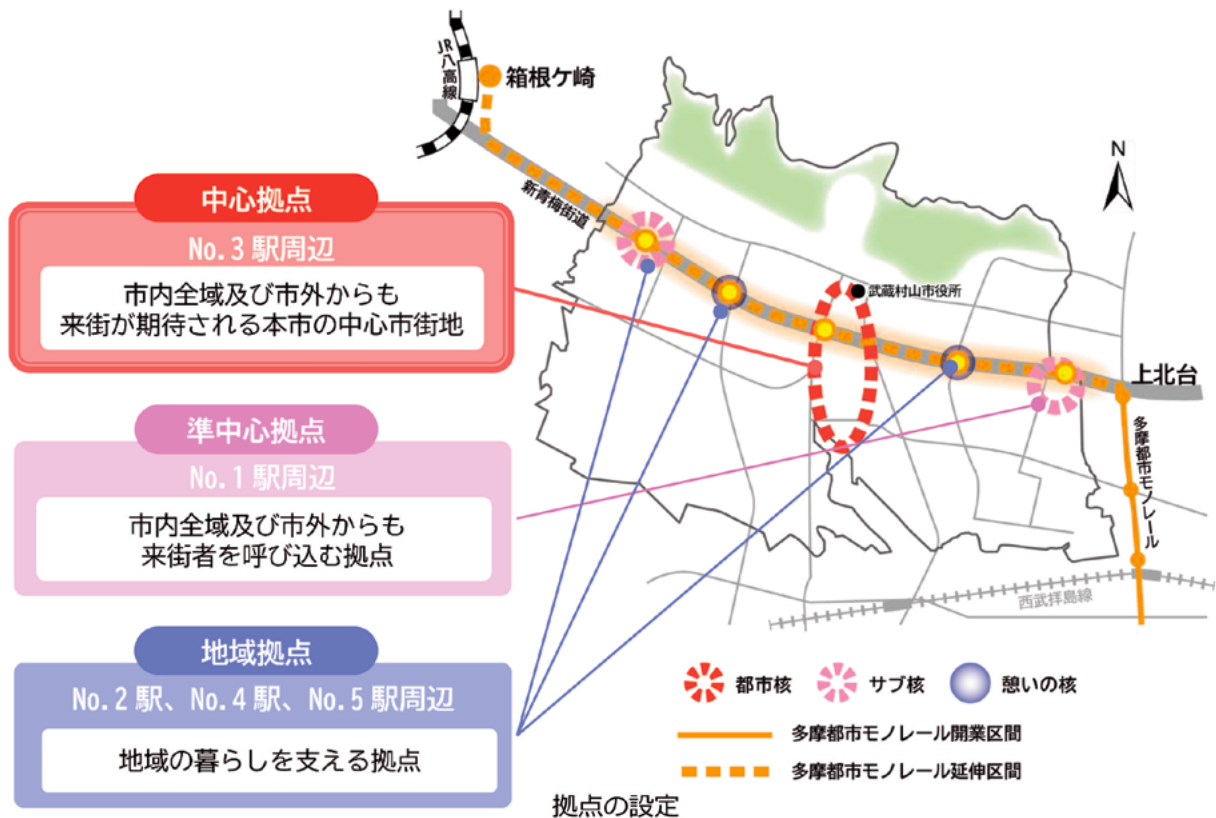 JR八高線
箱根ケ崎
新青梅街道
N
武蔵村山市役所
上北台
多摩都市モノレール
西武拝島線
中心拠点
No.3 駅周辺
市内全域及び市外からも
来街が期待される本市の中心市街地
準中心拠点
No.1 駅周辺
市内全域及び市外からも
来街者を呼び込む拠点
地域拠点
No.2 駅、No.4 駅、No.5 駅周辺
地域の暮らしを支える拠点
都市核
サブ核
憩いの核
多摩都市モノレール開業区間
多摩都市モノレール延伸区間
拠点の設定